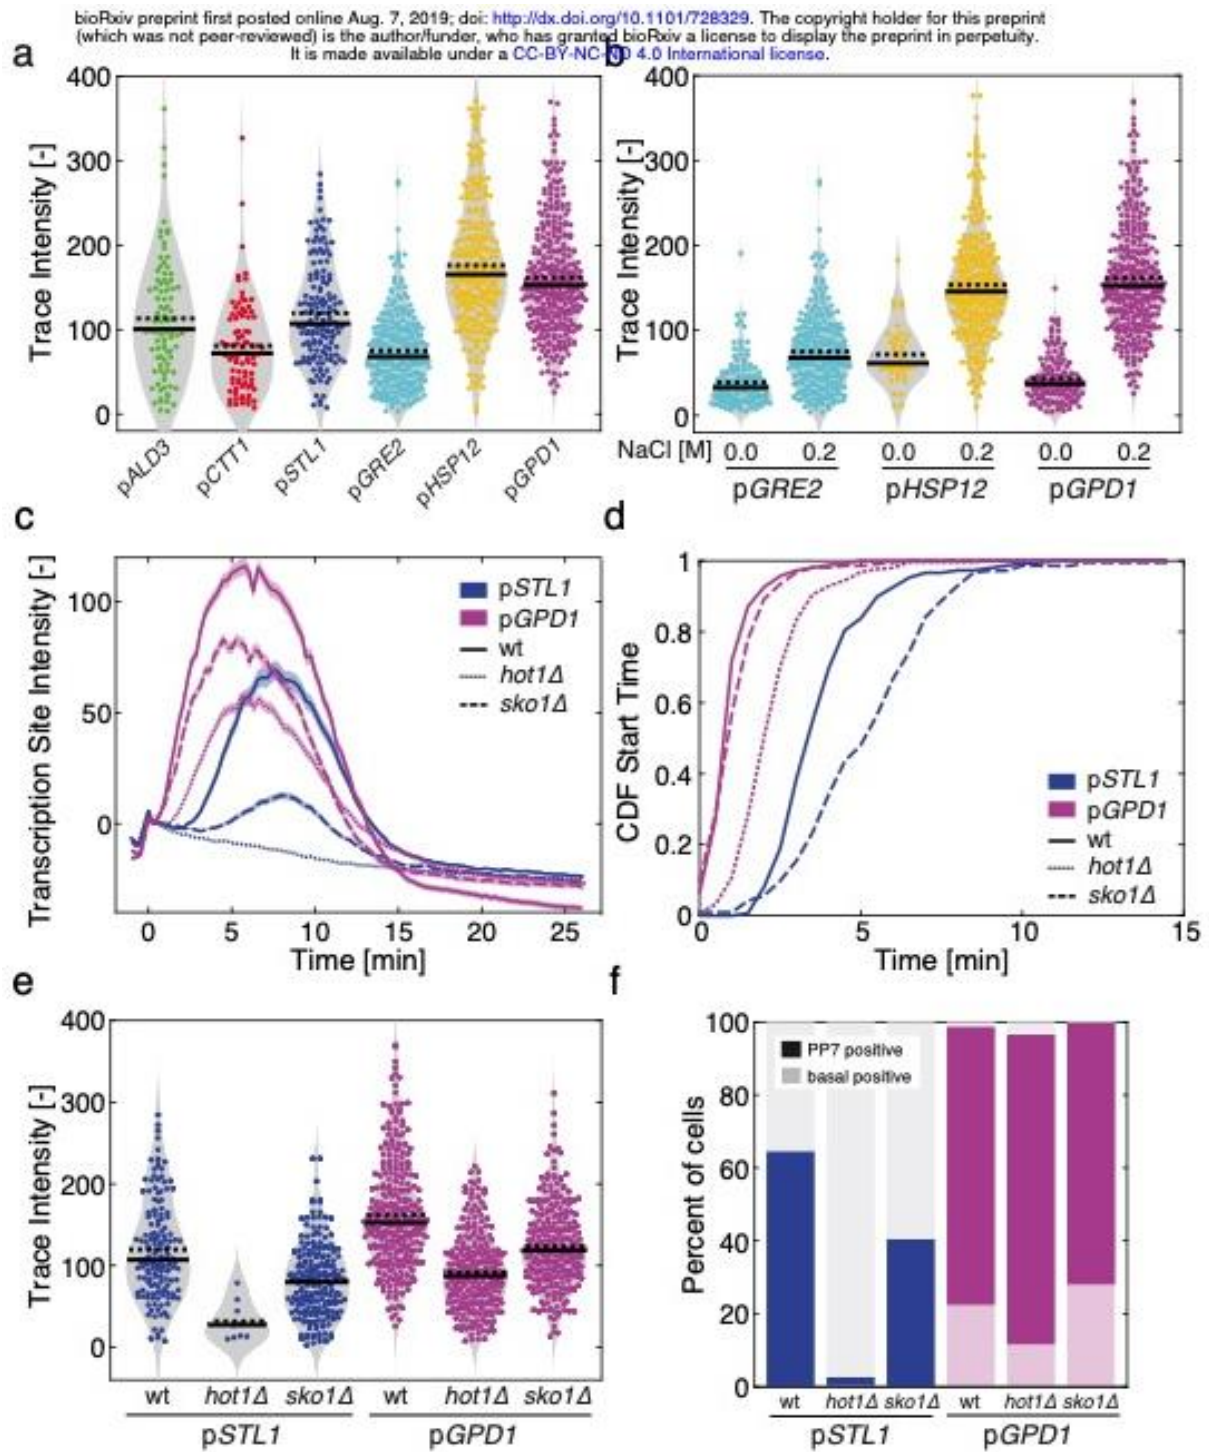 bioRxiv preprint first posted online Aug. 7, 2019; doi: http://dx.doi.org/10.1101/728329. The copyright holder for this preprint
(which was not peer-reviewed) is the author/funder, who has granted bioRxiv a license to display the preprint in perpetuity.
It is made available under a CC-BY-NC-ND 4.0 International license.
a
Trace Intensity [-]
400
300
200
100
0
pALD3
pCTT1
pSTL1
pGRE2
pHSP12
pGPD1
b
Trace Intensity [-]
400
300
200
100
0
NaCl [M] 0.0 0.2 0.0 0.2 0.0 0.2
pGRE2 pHSP12 pGPD1
c
Transcription Site Intensity [-]
100
50
0
pSTL1
pGPD1
wt
hot1Δ
sko1Δ
0 5 10 15 20 25
Time [min]
d
CDF Start Time
1
0.8
0.6
0.4
0.2
0
pSTL1
pGPD1
wt
hot1Δ
sko1Δ
0 5 10 15
Time [min]
e
Trace Intensity [-]
400
300
200
100
0
wt hot1Δ sko1Δ wt hot1Δ sko1Δ
pSTL1 pGPD1
f
Percent of cells
100
80
60
40
20
0
PP7 positive
basal positive
wt hot1Δ sko1Δ wt hot1Δ sko1Δ
pSTL1 pGPD1